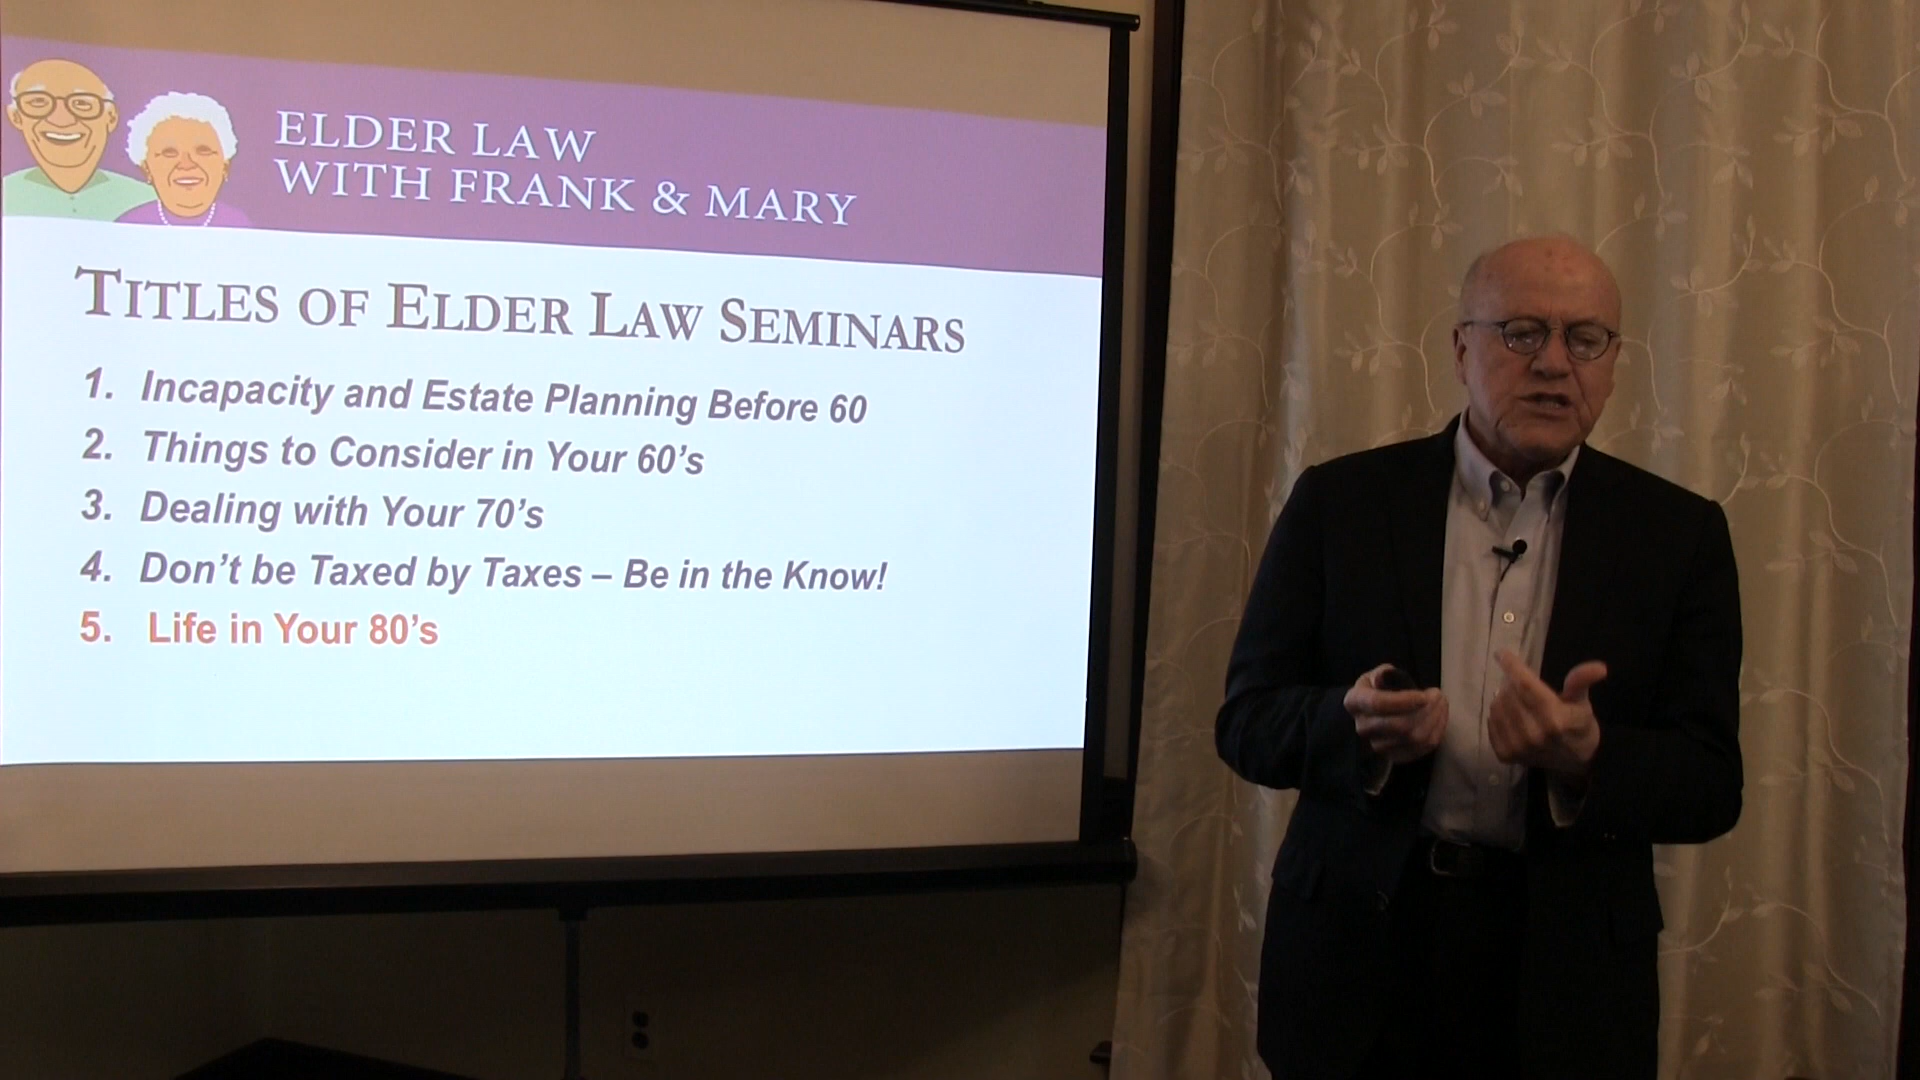 ELDER LAW
WITH FRANK & MARY
TITLES OF ELDER LAW SEMINARS
1. Incapacity and Estate Planning Before 60
2. Things to Consider in Your 60's
3. Dealing with Your 70's
4. Don't be Taxed by Taxes – Be in the Know!
5. Life in Your 80's